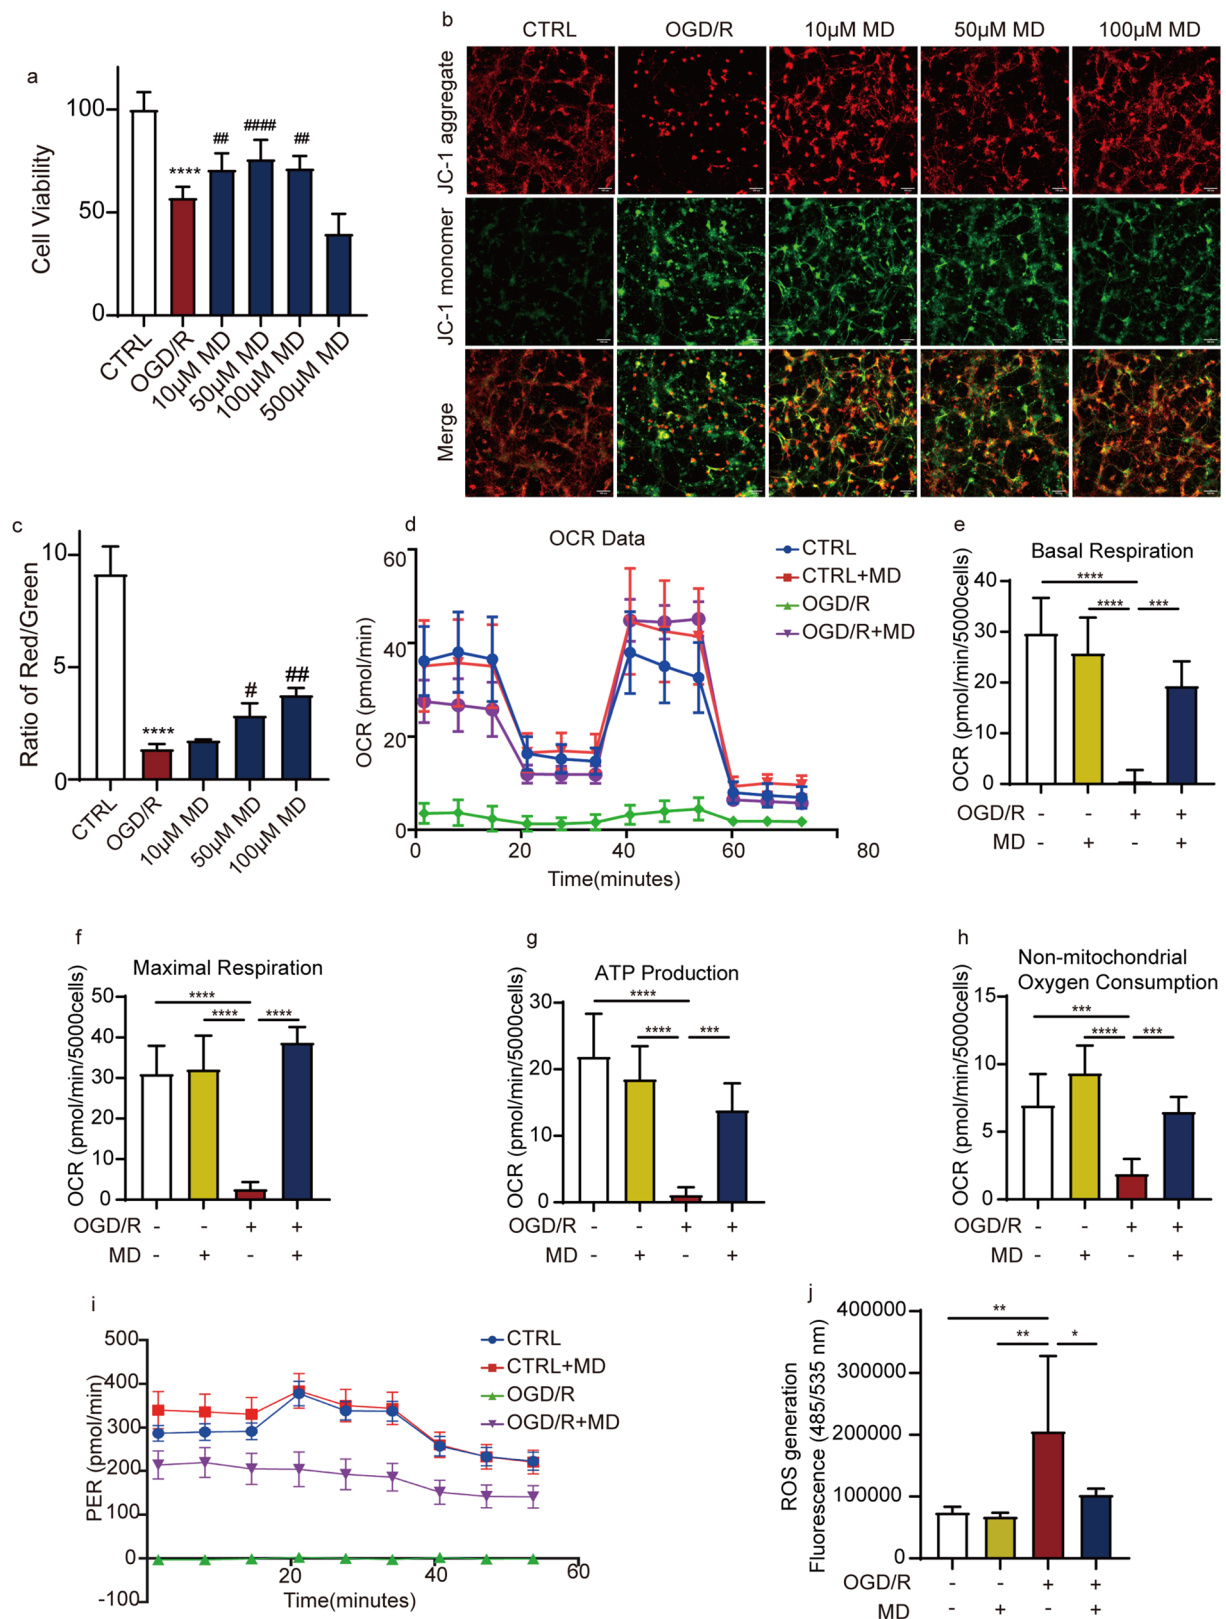 a
Cell Viability
100
50
0
****
##
####
##
CTRL
OGD/R
10μM MD
50μM MD
100μM MD
500μM MD
b
CTRL
OGD/R
10μM MD
50μM MD
100μM MD
JC-1 aggregate
JC-1 monomer
Merge
c
Ratio of Red/Green
10
5
0
****
#
##
CTRL
OGD/R
10μM MD
50μM MD
100μM MD
d
OCR Data
OCR (pmol/min)
60
40
20
0
0
20
40
60
80
Time(minutes)
CTRL
CTRL+MD
OGD/R
OGD/R+MD
e
Basal Respiration
OCR (pmol/min/5000cells)
40
30
20
10
0
****
**** ***
OGD/R - - + +
MD - + - +
f
Maximal Respiration
OCR (pmol/min/5000cells)
50
40
30
20
10
0
****
**** ****
OGD/R - - + +
MD - + - +
g
ATP Production
OCR (pmol/min/5000cells)
30
20
10
0
****
**** ***
OGD/R - - + +
MD - + - +
h
Non-mitochondrial
Oxygen Consumption
OCR (pmol/min/5000cells)
15
10
5
0
***
**** ***
OGD/R - - + +
MD - + - +
i
PER (pmol/min)
500
400
300
200
100
0
-100
20
40
60
Time(minutes)
CTRL
CTRL+MD
OGD/R
OGD/R+MD
j
ROS generation
Fluorescence (485/535 nm)
400000
300000
200000
100000
0
**
** *
OGD/R - - + +
MD - + - +